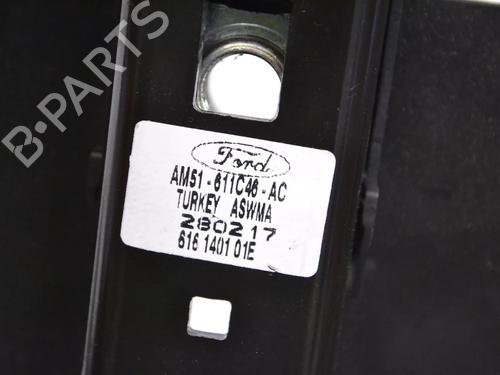 B-PARTS
Ford
AM51-611C46-AC
TURKEY ASWMA
280217
616 1401 01E